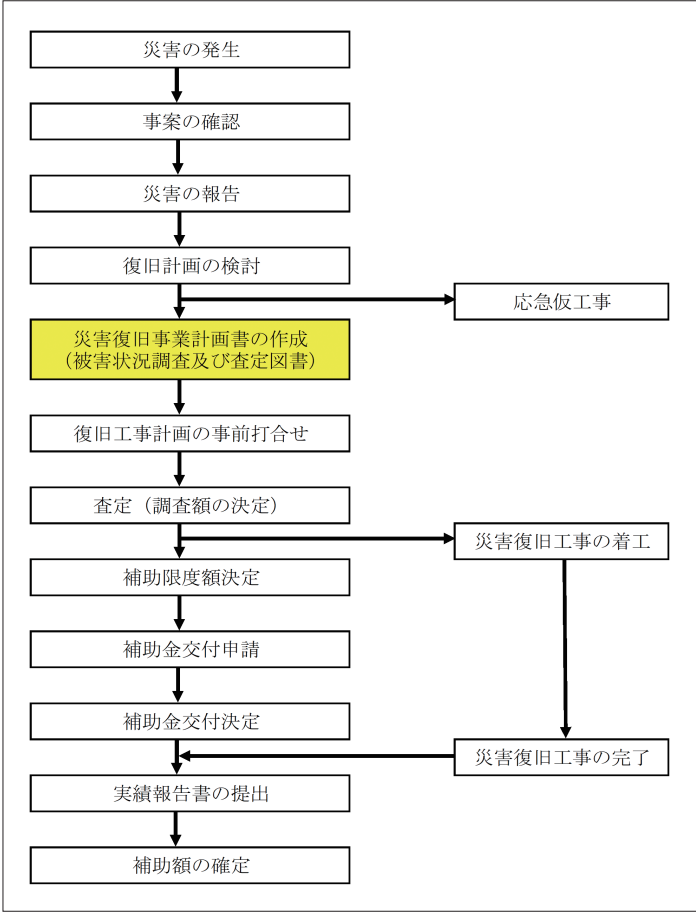 災害の発生
事案の確認
災害の報告
復旧計画の検討
応急仮工事
災害復旧事業計画書の作成
（被害状況調査及び査定図書）
復旧工事計画の事前打合せ
査定（調査額の決定）
災害復旧工事の着工
補助限度額決定
補助金交付申請
補助金交付決定
災害復旧工事の完了
実績報告書の提出
補助額の確定